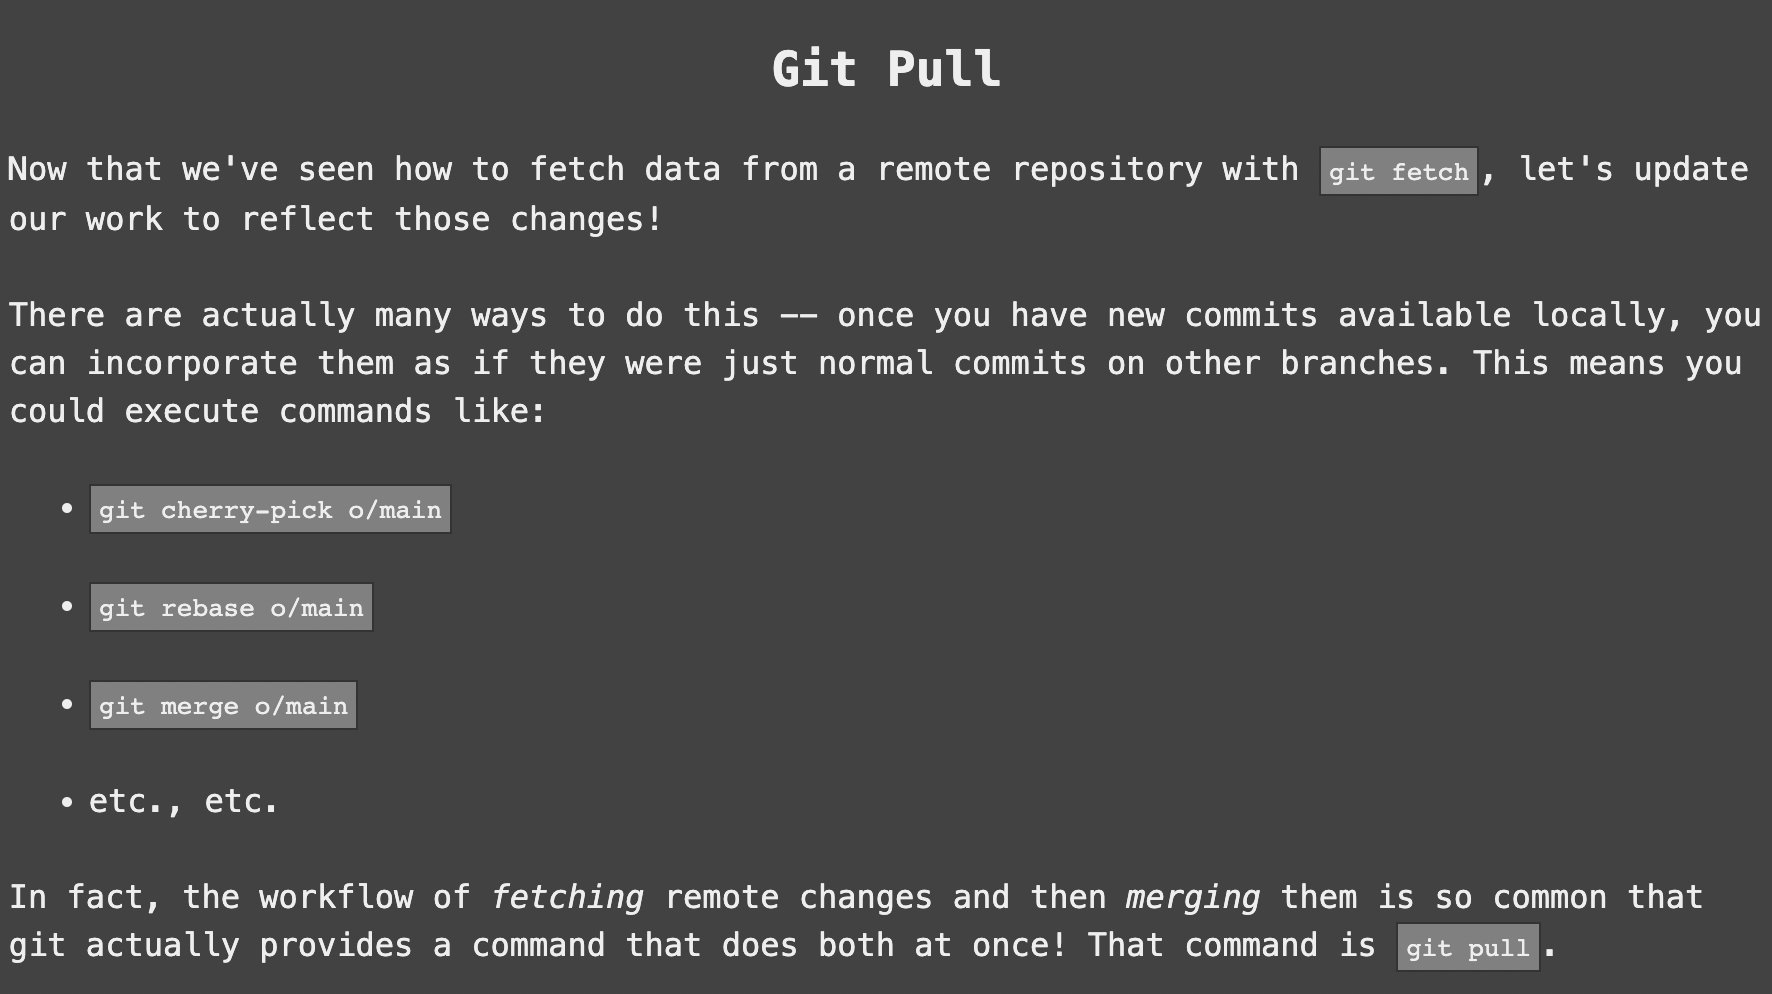 Git Pull
Now that we've seen how to fetch data from a remote repository with git fetch, let's update
our work to reflect those changes!
There are actually many ways to do this -- once you have new commits available locally, you
can incorporate them as if they were just normal commits on other branches. This means you
could execute commands like:
• git cherry-pick o/main
• git rebase o/main
• git merge o/main
• etc., etc.
In fact, the workflow of fetching remote changes and then merging them is so common that
git actually provides a command that does both at once! That command is git pull.